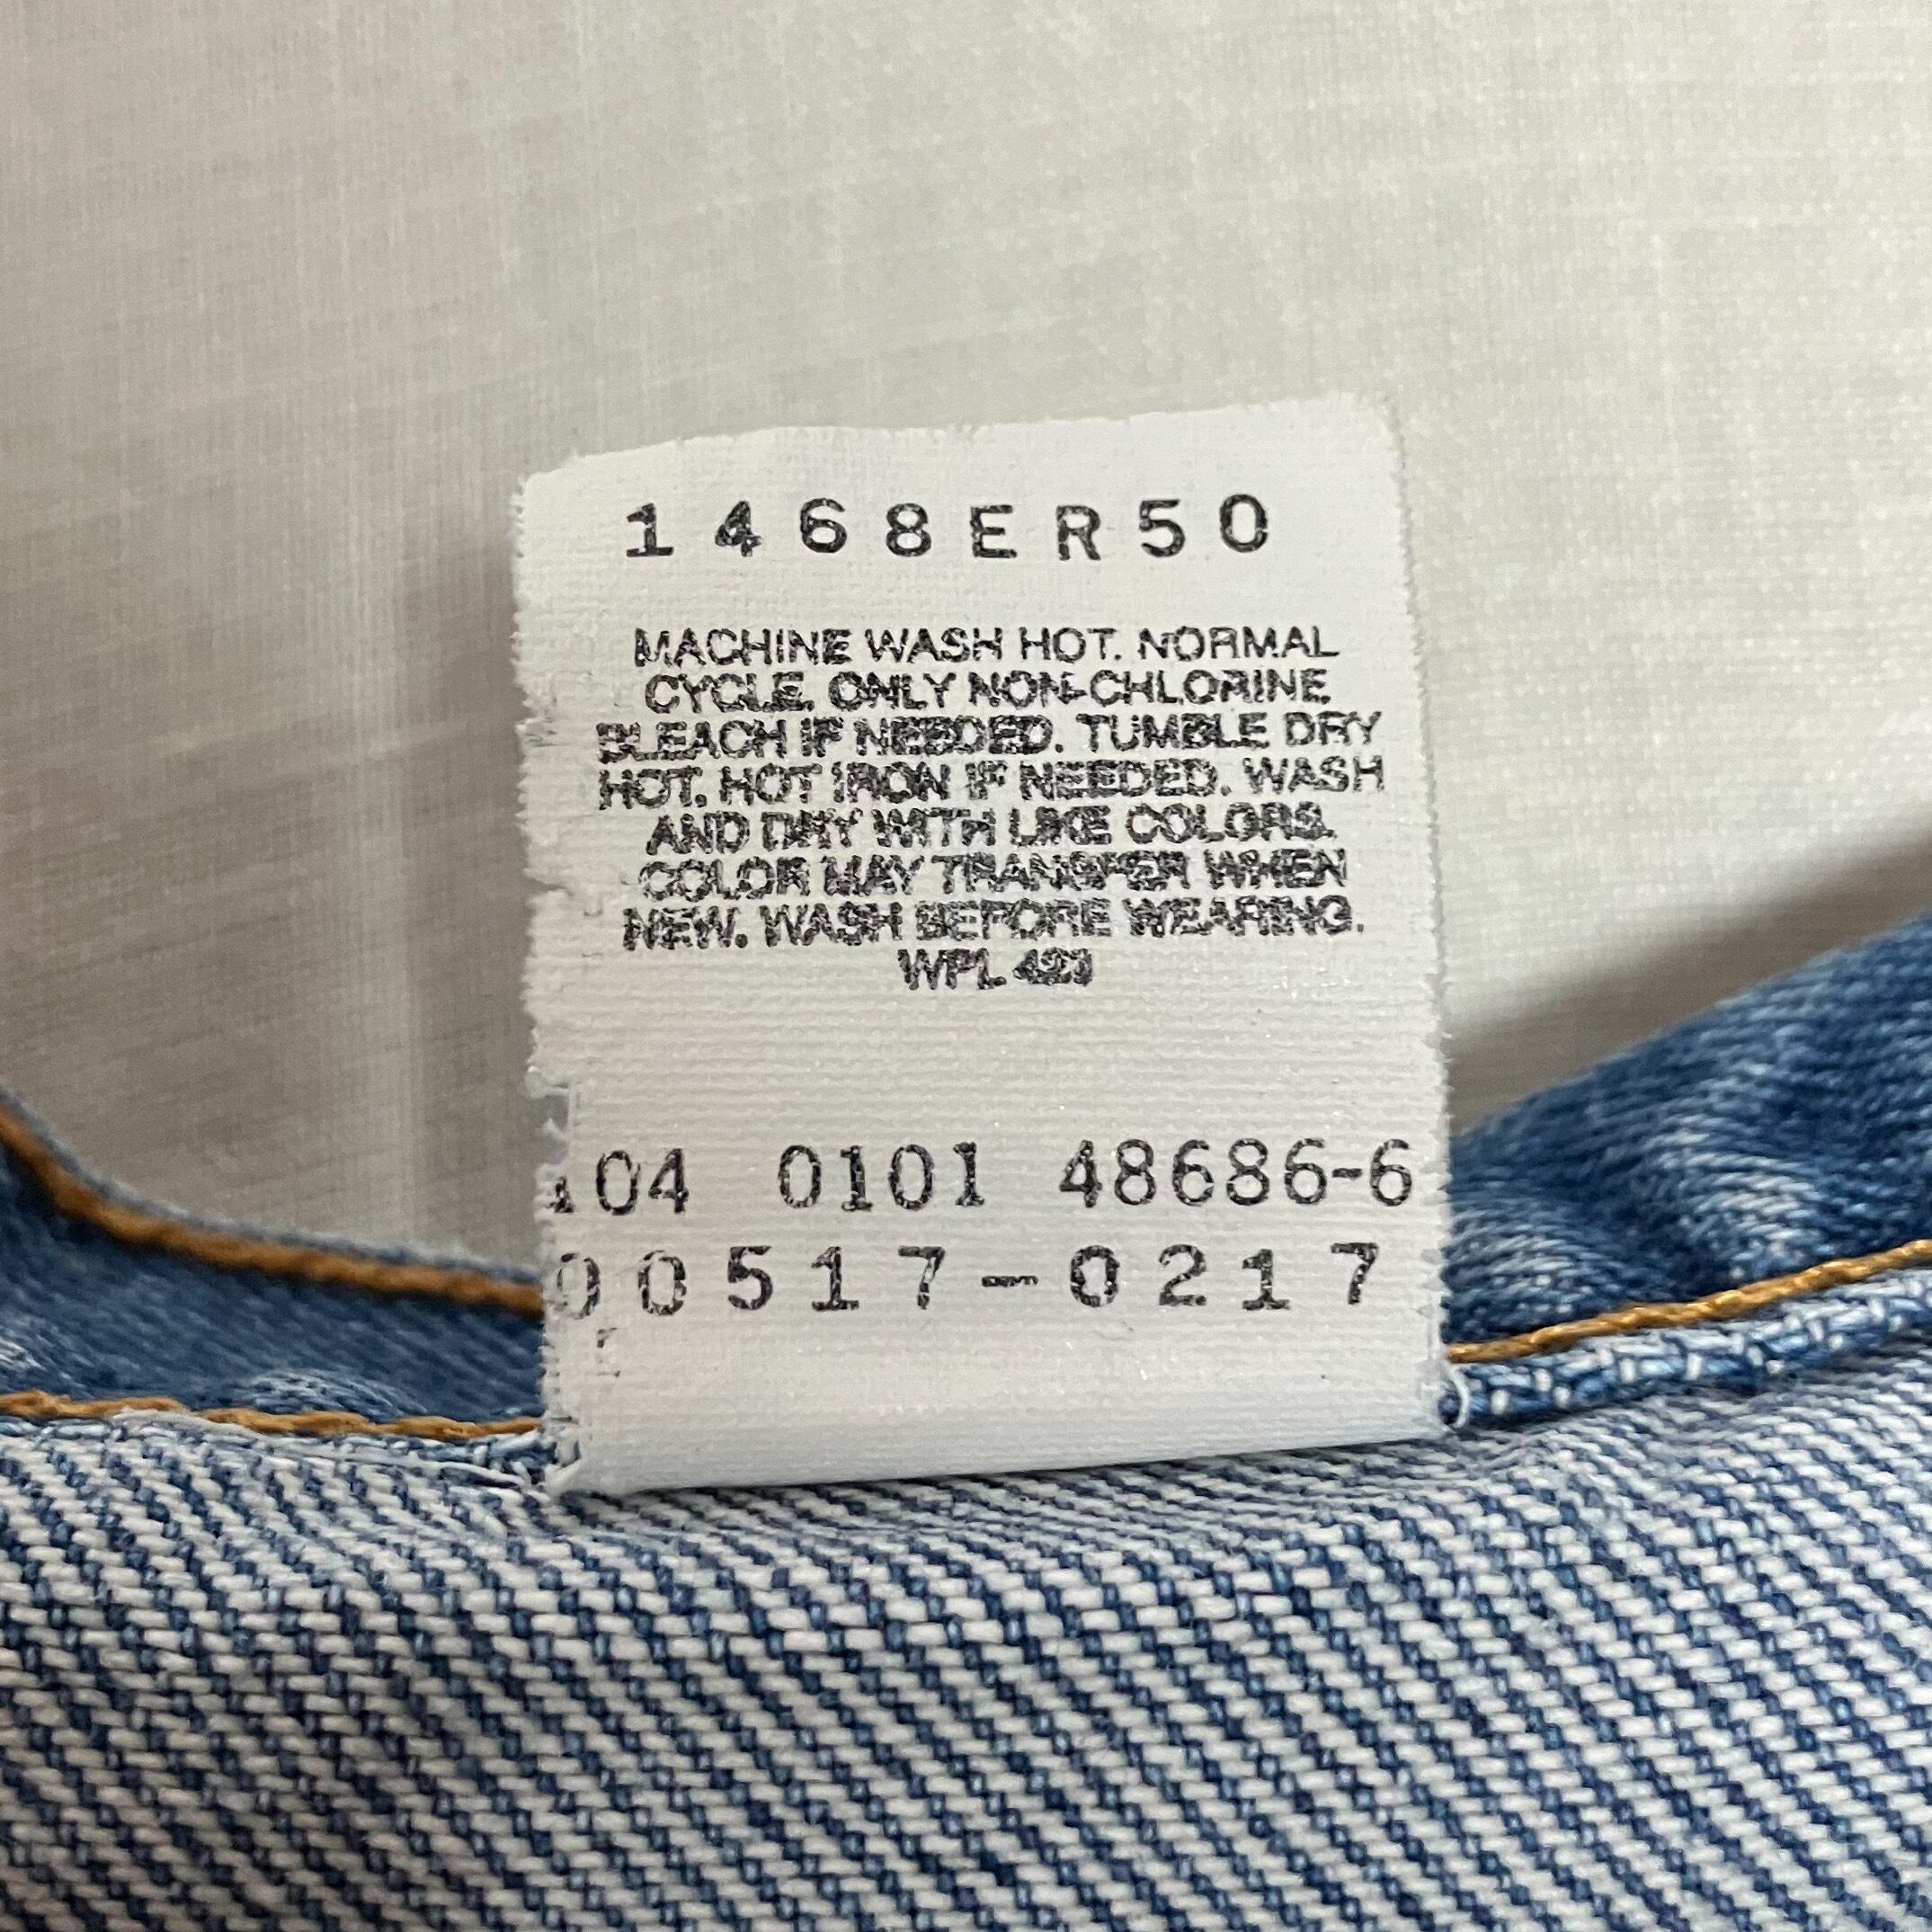 1468ER50
MACHINE WASH HOT. NORMAL
CYCLE. ONLY NON-CHLORINE
BLEACH IF NEEDED. TUMBLE DRY
HOT. HOT IRON IF NEEDED. WASH
AND DRY WITH LIKE COLORS.
COLOR MAY TRANSFER WHEN
NEW. WASH BEFORE WEARING.
WPL 423
104 0101 48686-6
00517-0217